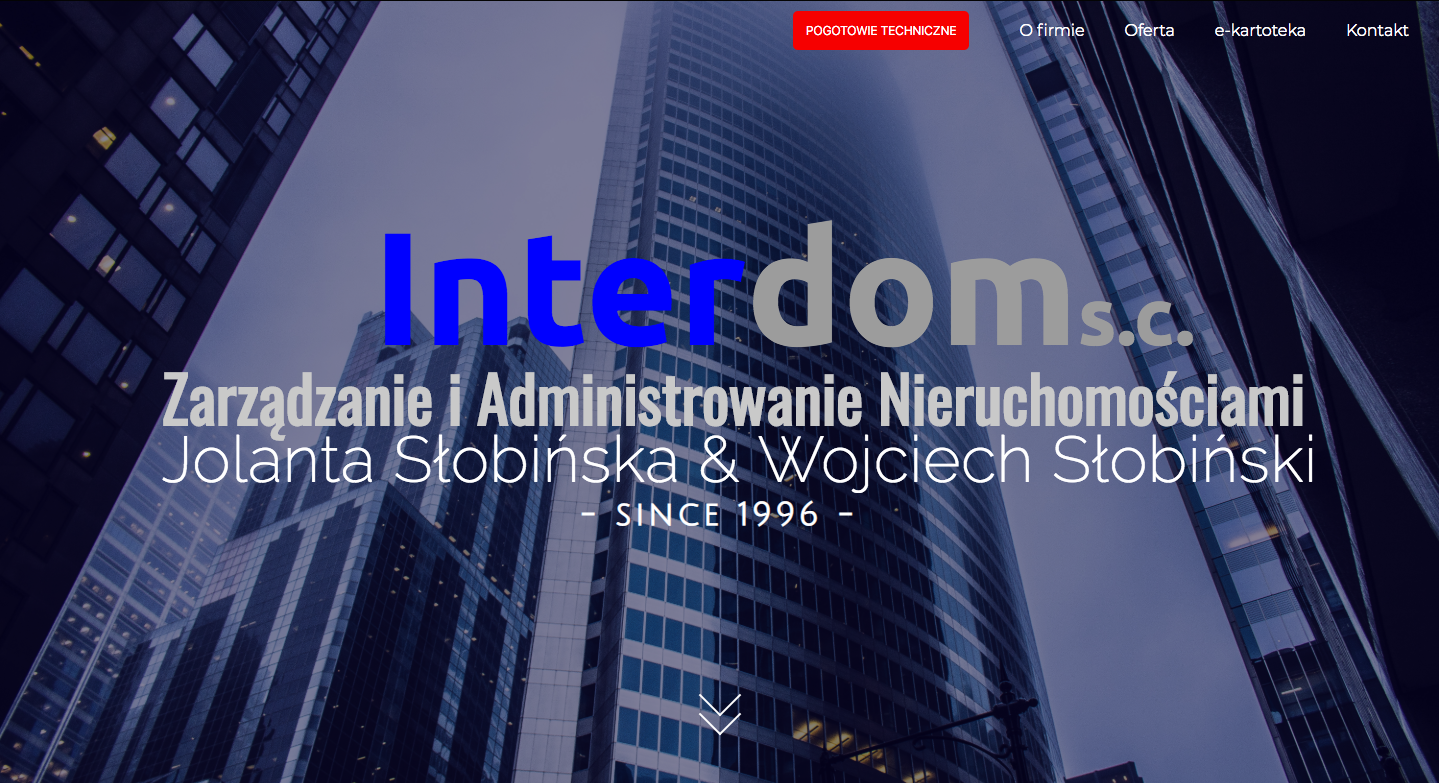 POGOTOWIE TECHNICZNE O firmie Oferta e-kartoteka Kontakt
Interdom s.c.
Zarządzanie i Administrowanie Nieruchomościami
Jolanta Słobińska & Wojciech Słobiński
- SINCE 1996 -